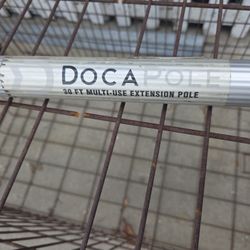 DOCAPOLE
30 FT MULTI-USE EXTENSION POLE